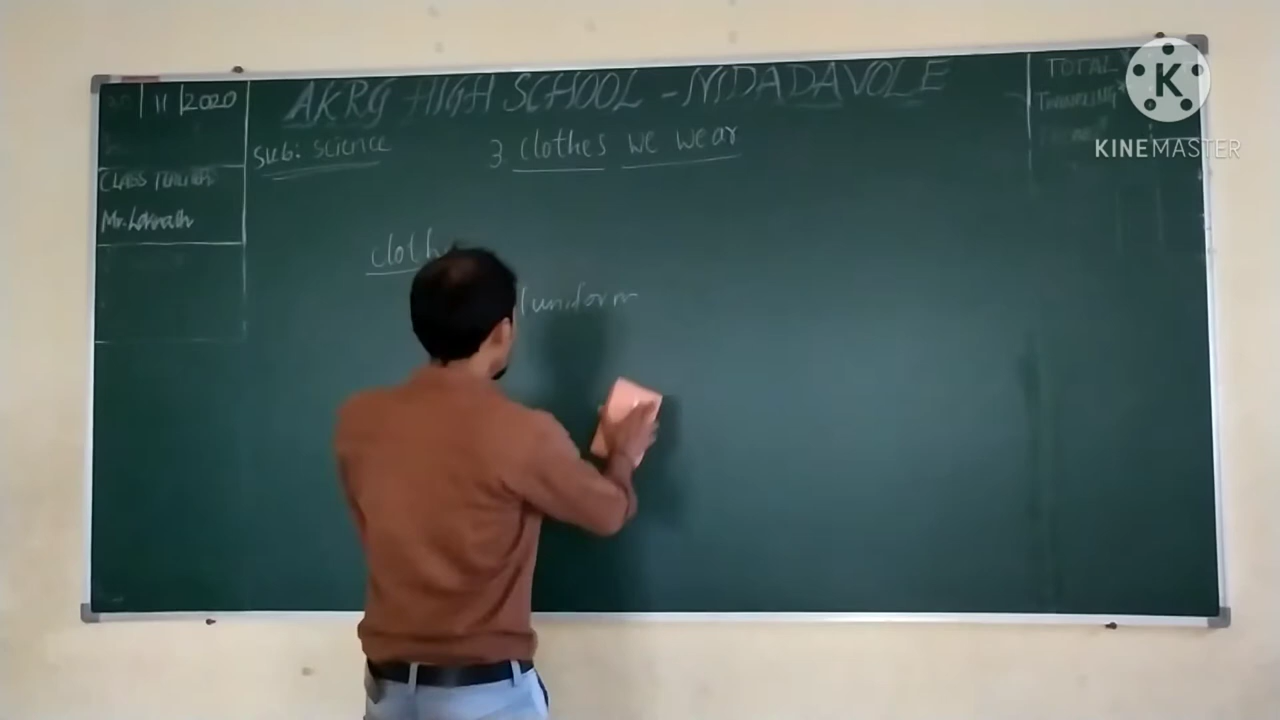 /11/2020
AKRG HIGH SCHOOL - NIDADAVOLE
TOTAL
SUB: Science
3. Clothes we wear
CLASS
Mr. Loknath
cloth
uniform
K
KINEMASTER